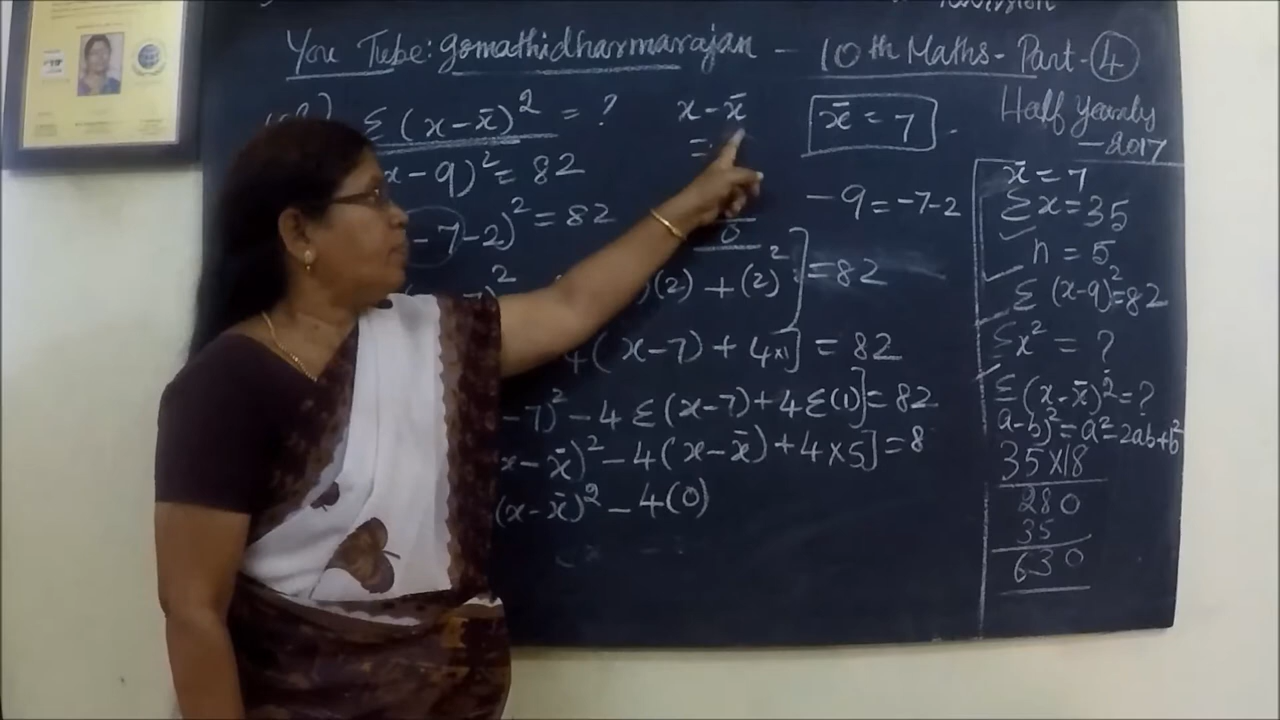 You Tube: gomathidharmarajan - 10th Maths - Part - ④
Σ(x-x̄)² = ?
x-9)² = 82
-7-2)² = 82
(2) + (2)²] = 82
4(x-7) + 4×1] = 82
-7)² - 4Σ(x-7) + 4Σ(1)] = 82
x-x̄)² - 4(x-x̄) + 4×5] = 8
(x-x̄)² - 4(0)
x-x̄
=
0
x̄ = 7
-9 = -7-2
Half Yearly
- 2017
x̄ = 7
Σx = 35
n = 5
Σ(x-9)² = 82
Σx² = ?
Σ(x-x̄)² = ?
a-b)² = a² = 2ab+b²
35×18
280
35
630